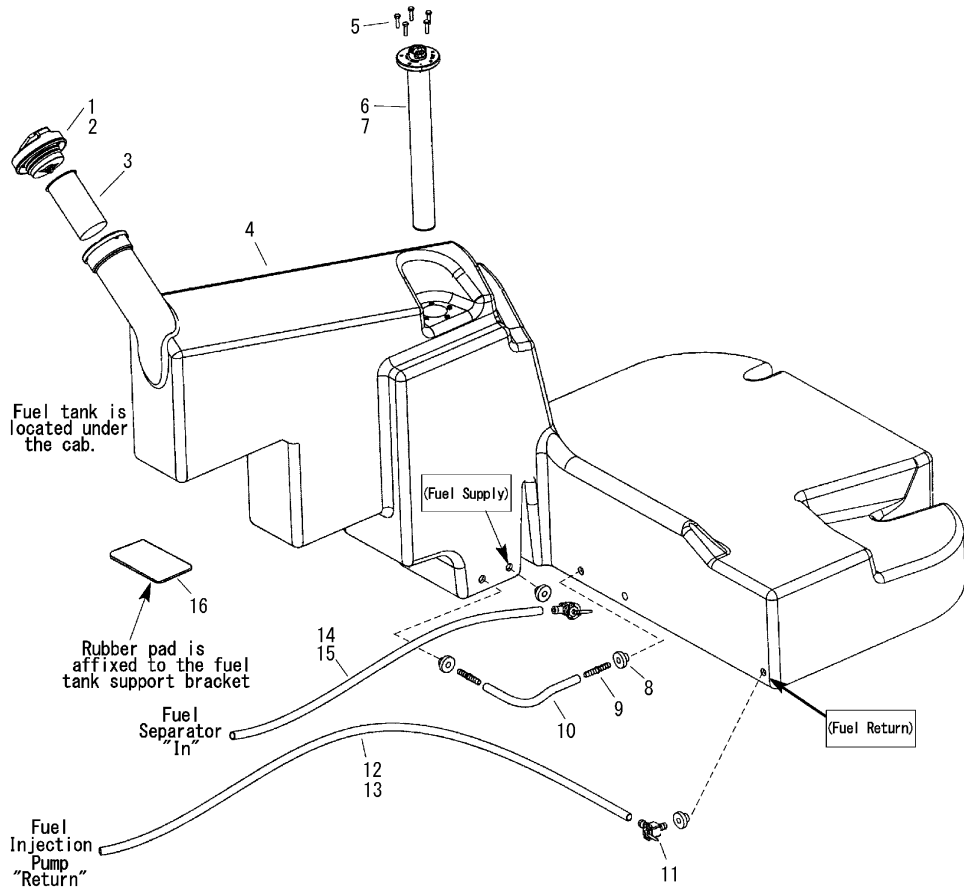 5
6
7
1
2
3
4
Fuel tank is
located under
the cab.
(Fuel Supply)
16
Rubber pad is
affixed to the fuel
tank support bracket
14
15
8
9
10
Fuel
Separator
"In"
(Fuel Return)
12
13
Fuel
Injection
Pump
"Return"
11